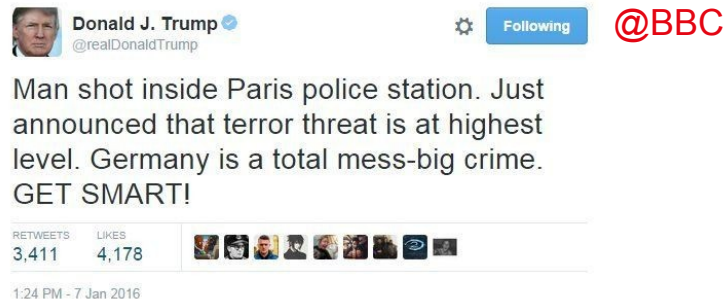 Donald J. Trump
@realDonaldTrump
Following
@BBC
Man shot inside Paris police station. Just
announced that terror threat is at highest
level. Germany is a total mess-big crime.
GET SMART!
RETWEETS LIKES
3,411 4,178
1:24 PM - 7 Jan 2016